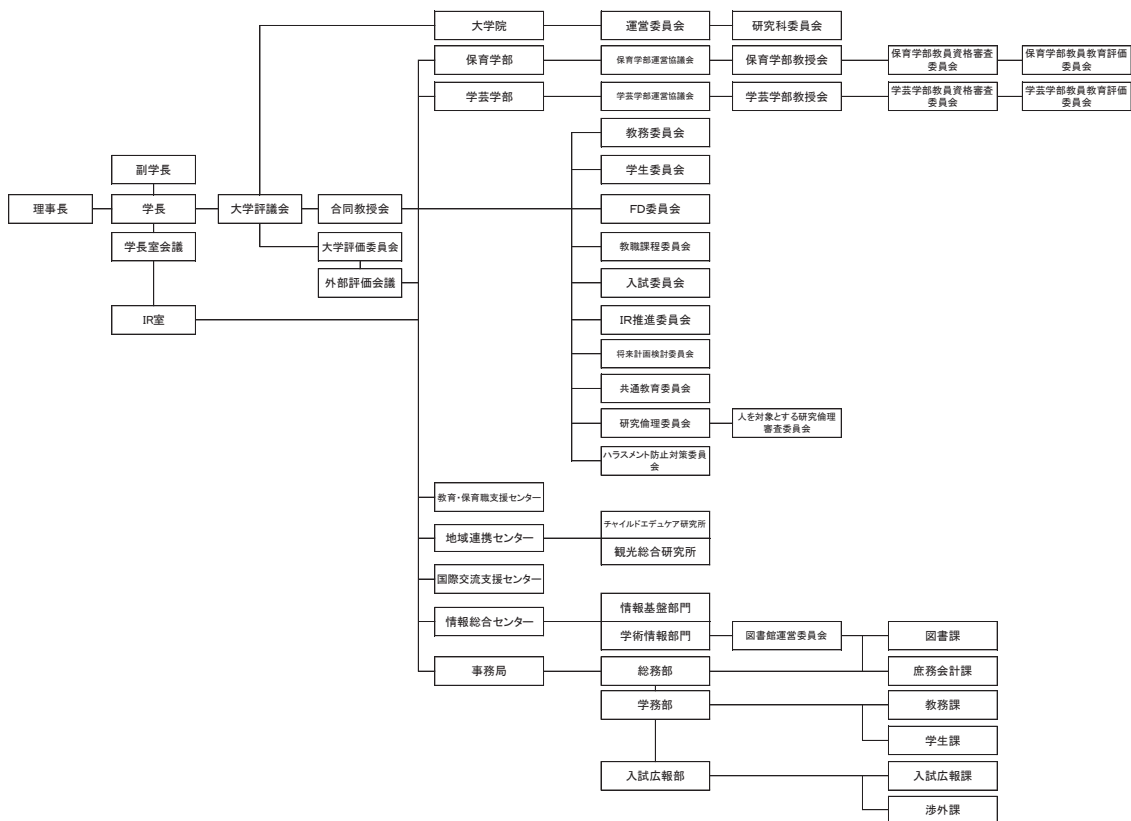 大学院
運営委員会
研究科委員会
保育学部
保育学部運営協議会
保育学部教授会
保育学部教員資格審査
委員会
保育学部教員教育評価
委員会
学芸学部
学芸学部運営協議会
学芸学部教授会
学芸学部教員資格審査
委員会
学芸学部教員教育評価
委員会
教務委員会
副学長
学生委員会
理事長
学長
大学評議会
合同教授会
FD委員会
学長室会議
大学評価委員会
教職課程委員会
外部評価会議
入試委員会
IR室
IR推進委員会
将来計画検討委員会
共通教育委員会
研究倫理委員会
人を対象とする研究倫理
審査委員会
ハラスメント防止対策委員
会
教育・保育職支援センター
地域連携センター
チャイルドエデュケア研究所
観光総合研究所
国際交流支援センター
情報総合センター
情報基盤部門
学術情報部門
図書館運営委員会
図書課
事務局
総務部
庶務会計課
学務部
教務課
学生課
入試広報部
入試広報課
渉外課